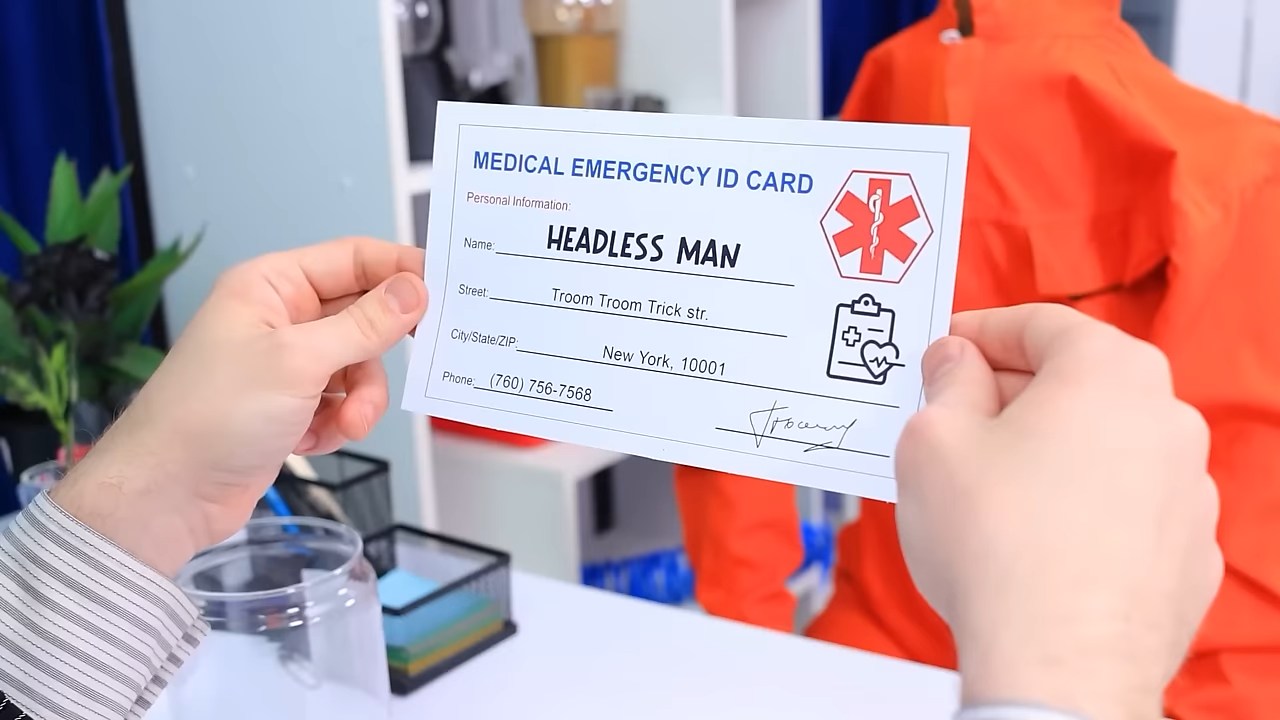 MEDICAL EMERGENCY ID CARD
Personal Information:
Name: HEADLESS MAN
Street: Troom Troom Trick str.
City/State/ZIP: New York, 10001
Phone: (760) 756-7568